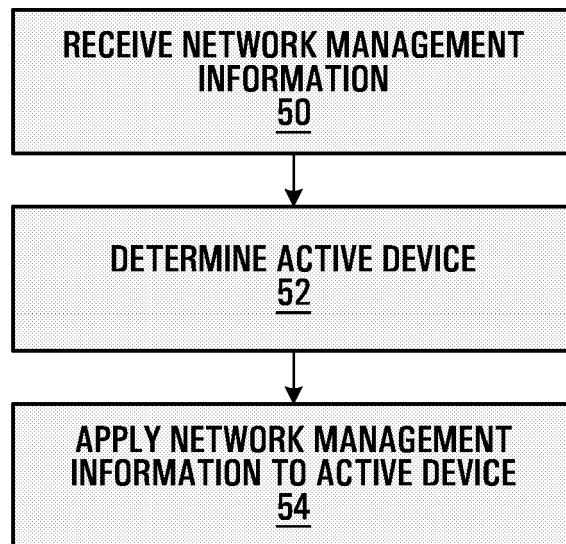 RECEIVE NETWORK MANAGEMENT
INFORMATION
50
DETERMINE ACTIVE DEVICE
52
APPLY NETWORK MANAGEMENT
INFORMATION TO ACTIVE DEVICE
54